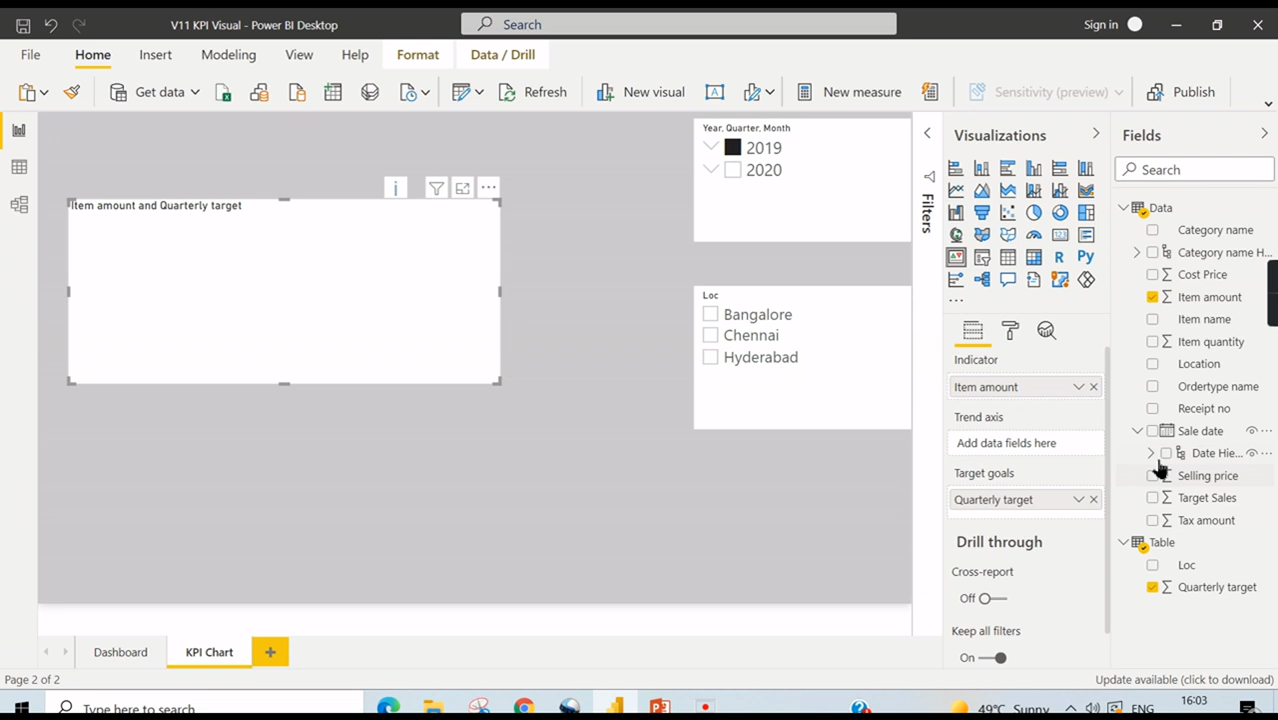 V11 KPI Visual - Power BI Desktop
Search
Sign in
File Home Insert Modeling View Help Format Data / Drill
Get data Refresh New visual New measure Sensitivity (preview) Publish
Year, Quarter, Month
2019
2020
Item amount and Quarterly target
Loc
Bangalore
Chennai
Hyderabad
Filters
Visualizations
R Py
Indicator
Item amount
Trend axis
Add data fields here
Target goals
Quarterly target
Drill through
Cross-report
Off
Keep all filters
On
Fields
Search
Data
Category name
Category name H...
Cost Price
Item amount
Item name
Item quantity
Location
Ordertype name
Receipt no
Sale date
Date Hie...
Selling price
Target Sales
Tax amount
Table
Loc
Quarterly target
Dashboard KPI Chart
Page 2 of 2
Update available (click to download)
Type here to search
49°C Sunny
ENG
16:03